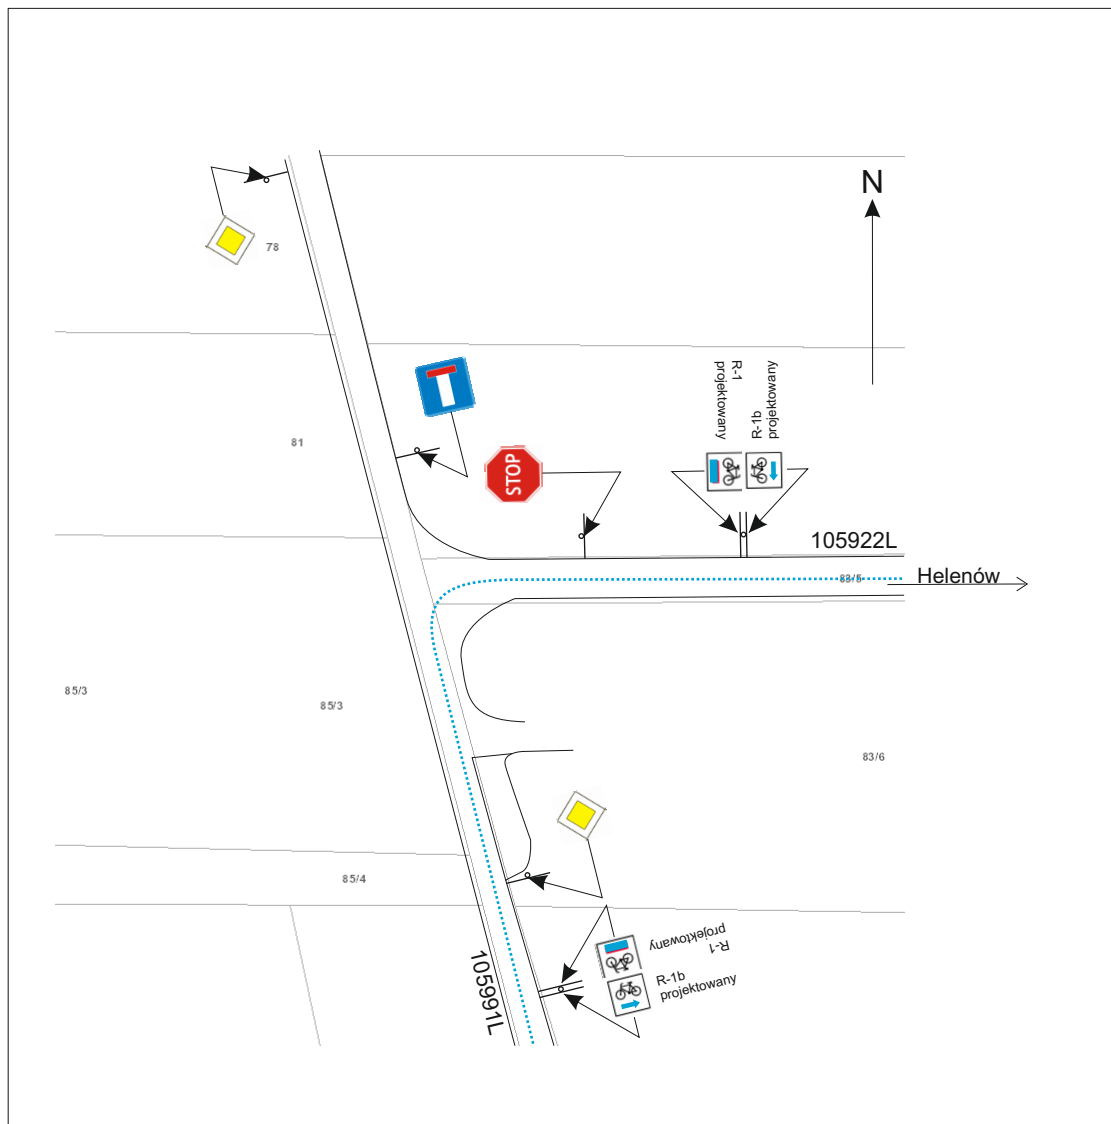 N
78
R-1
projektowany
R-1b
projektowany
81
STOP
105922L
83/5
Helenów
85/3
85/3
83/6
85/4
R-1
projektowany
R-1b
projektowany
105991L